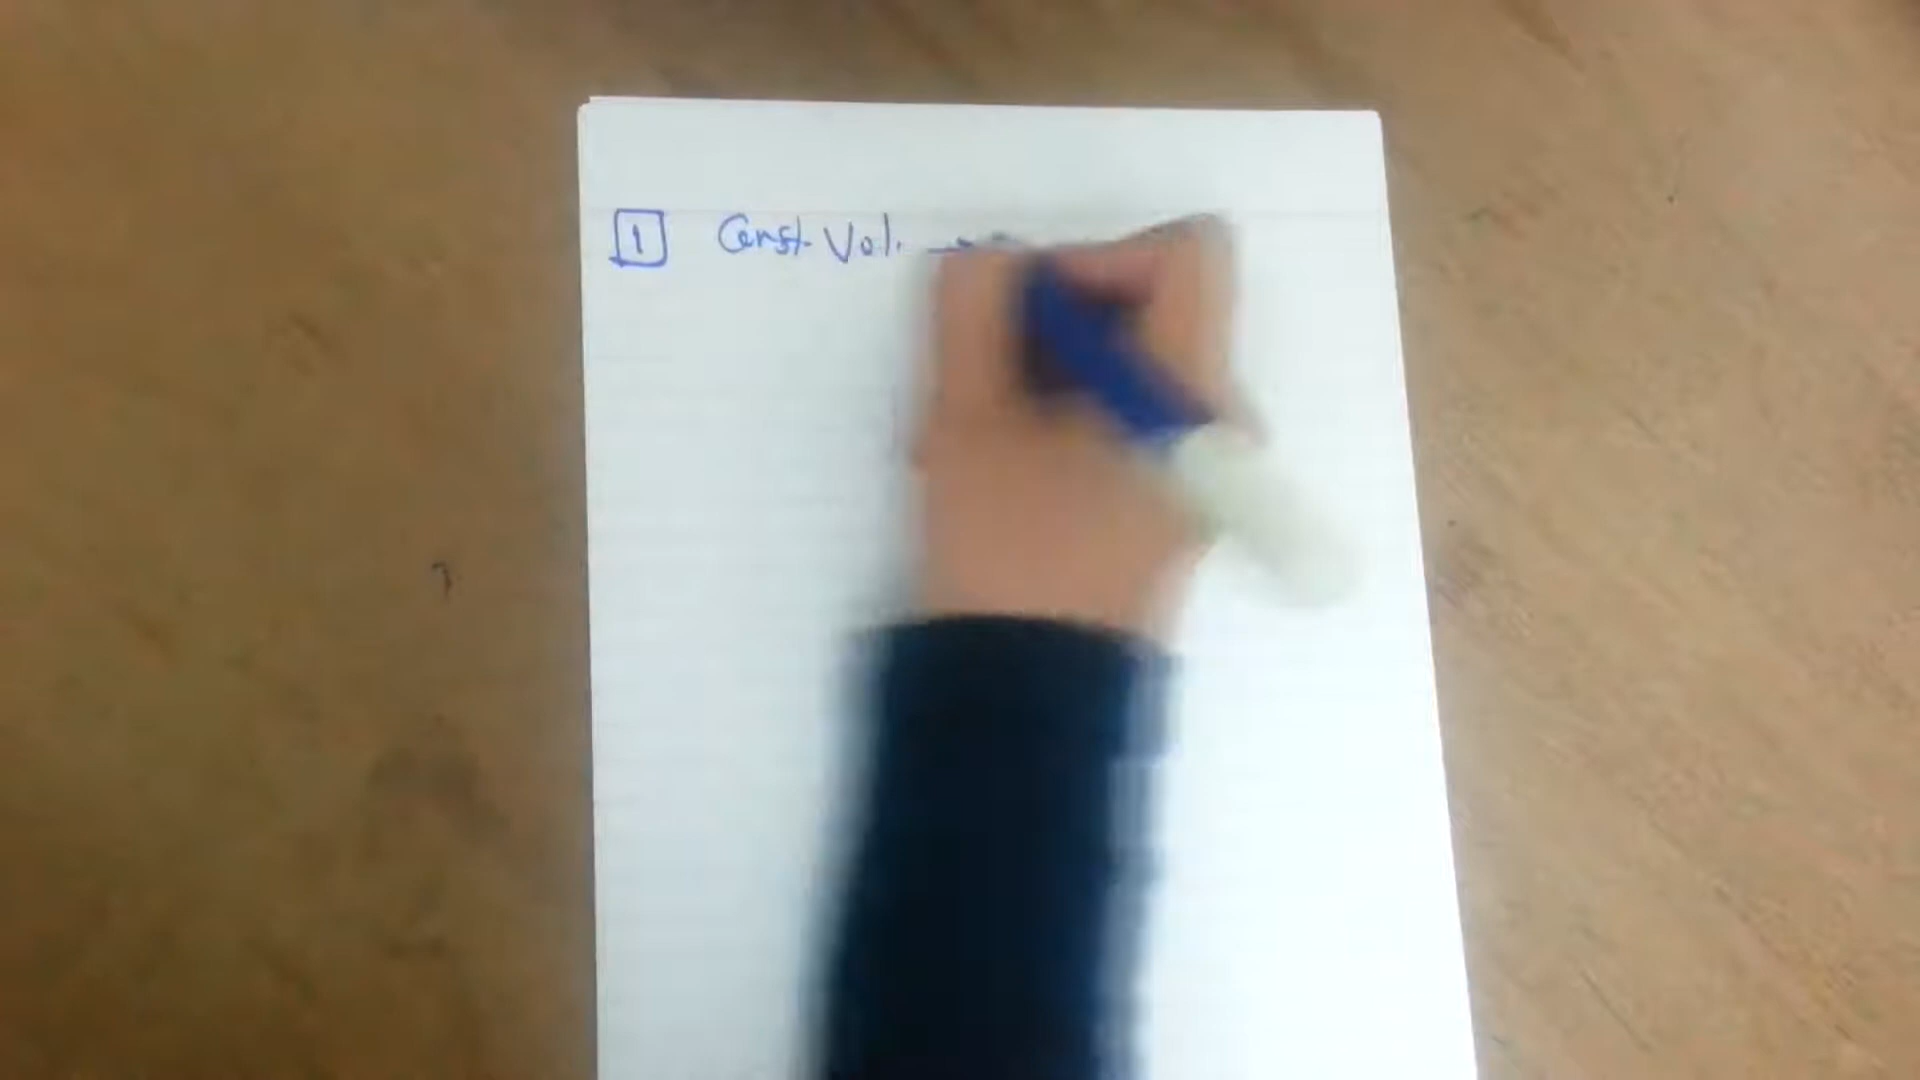 1 Const. Vol. →